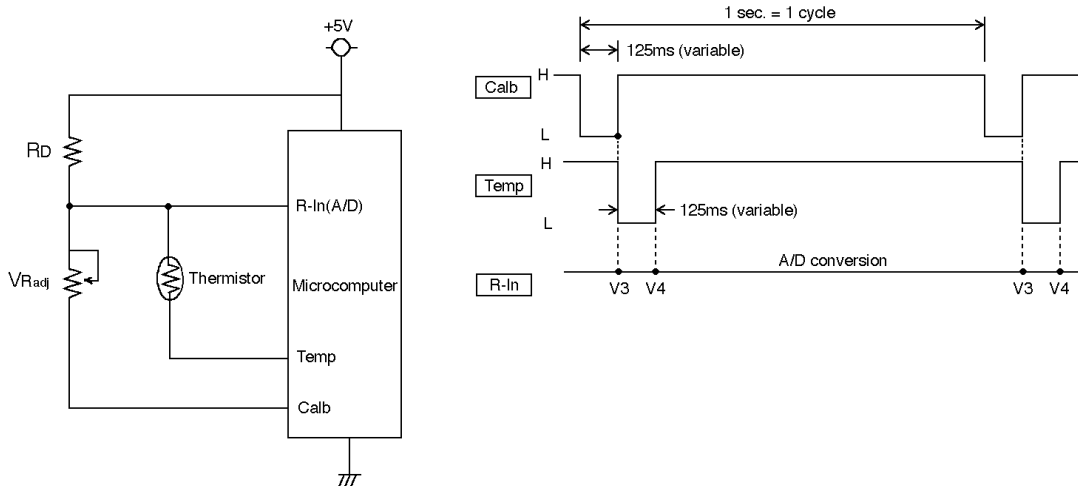 +5V
RD
R-In(A/D)
VRadj
Thermistor
Microcomputer
Temp
Calb
1 sec. = 1 cycle
125ms (variable)
Calb
H
L
Temp
H
L
125ms (variable)
A/D conversion
R-In
V3
V4
V3
V4